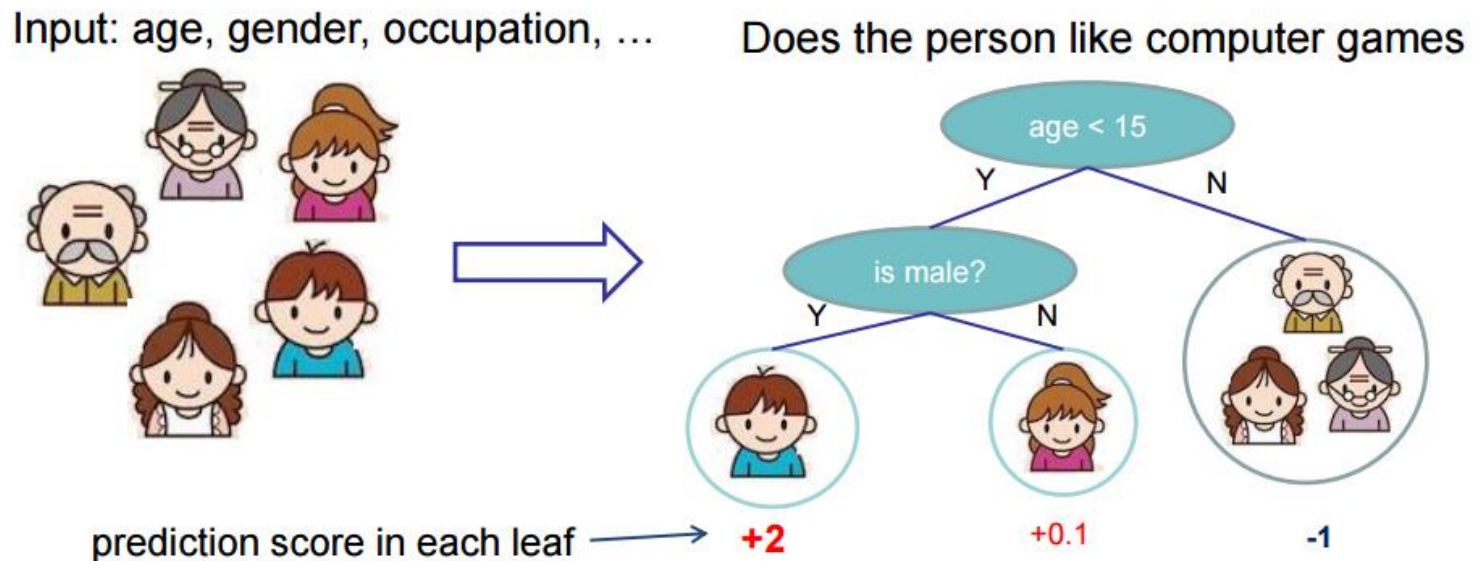 Input: age, gender, occupation, ...
Does the person like computer games
age < 15
Y
N
is male?
Y
N
prediction score in each leaf
+2
+0.1
-1